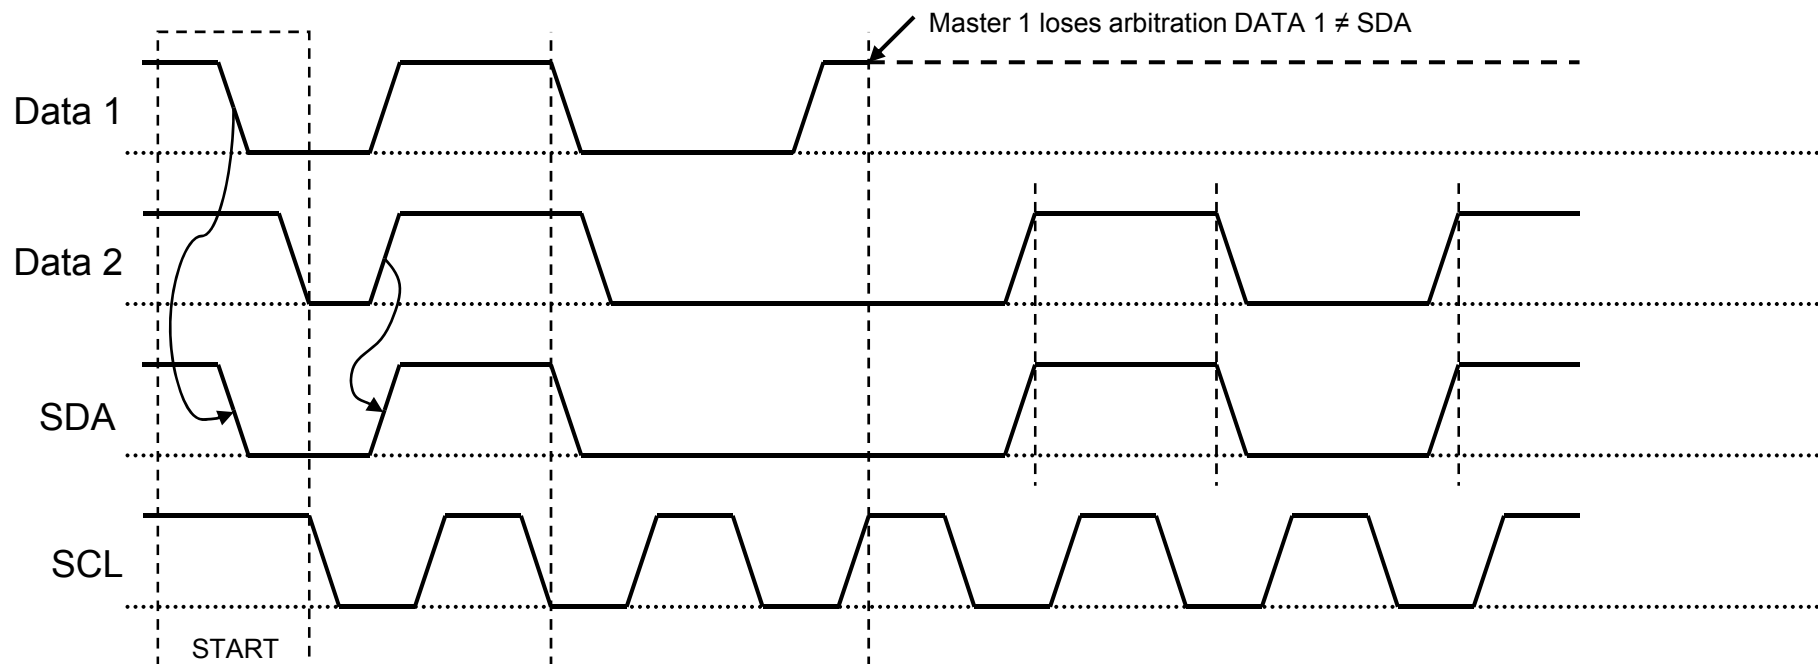 Master 1 loses arbitration DATA 1 ≠ SDA
Data 1
Data 2
SDA
SCL
START